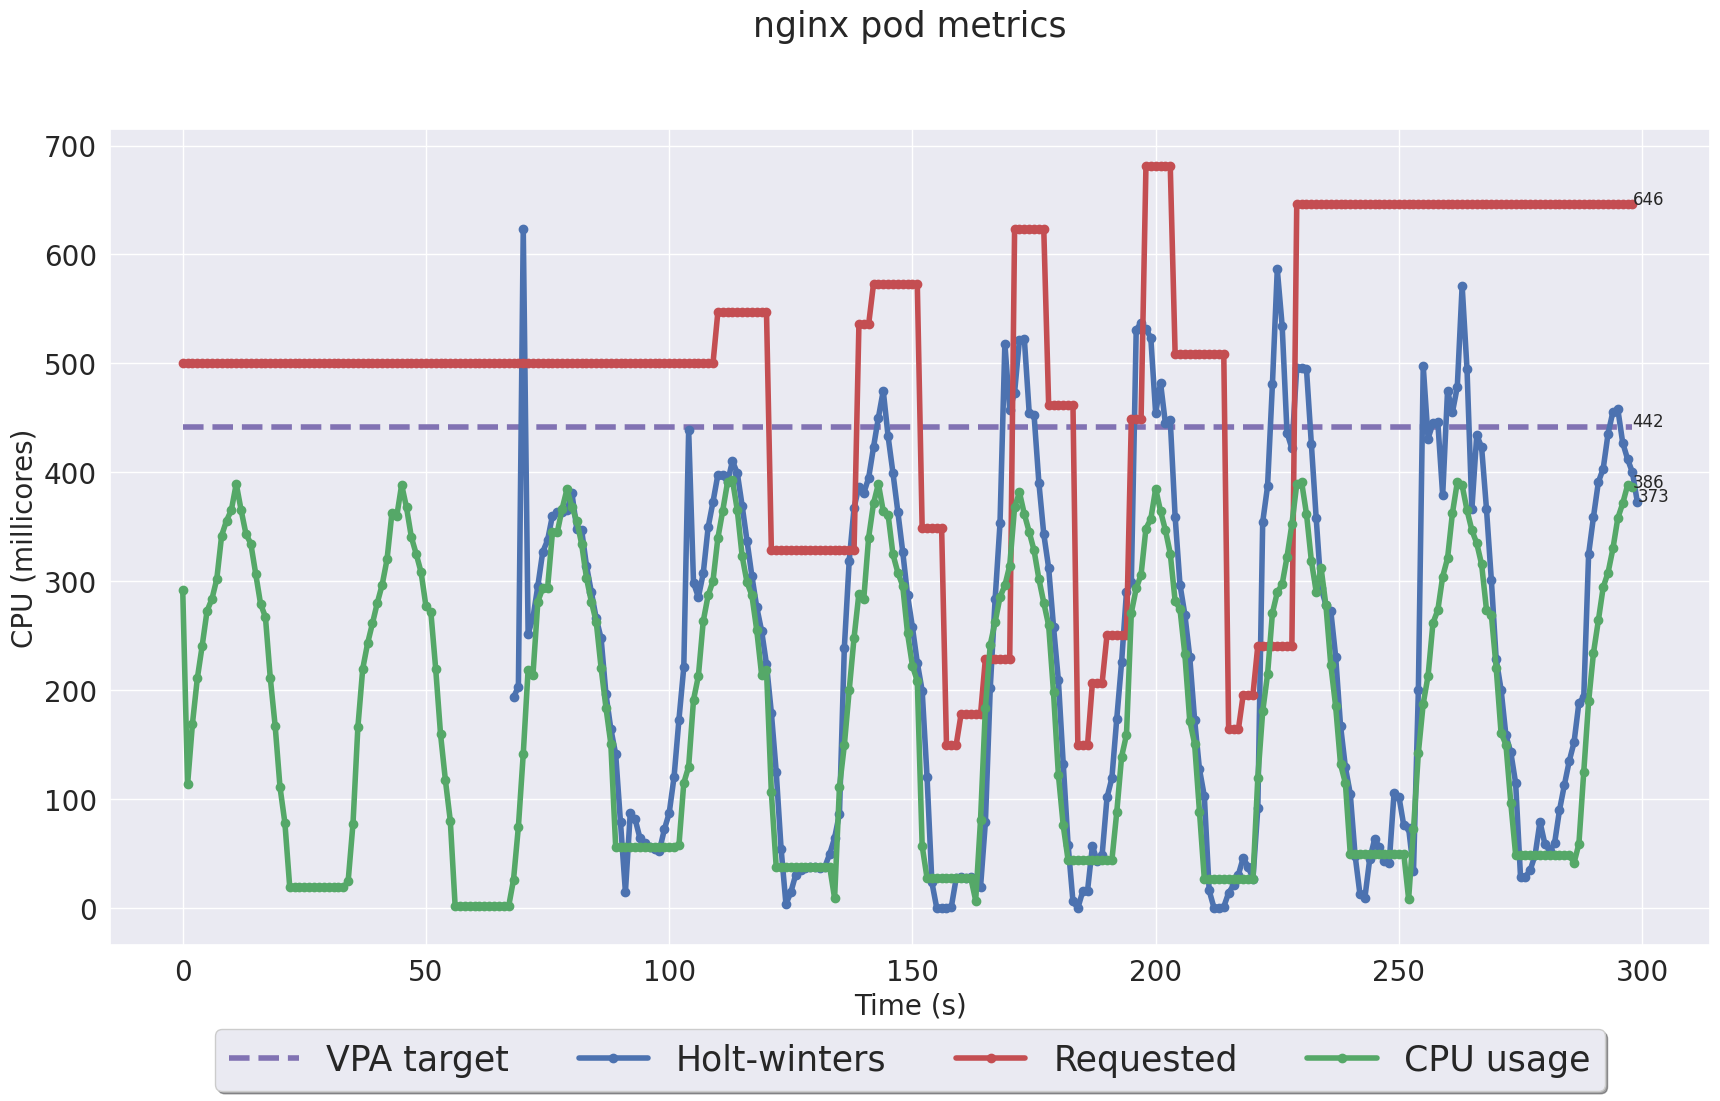 nginx pod metrics
700
600
500
400
300
200
100
0
CPU (millicores)
646
442
386
373
0 50 100 150 200 250 300
Time (s)
VPA target Holt-winters Requested CPU usage